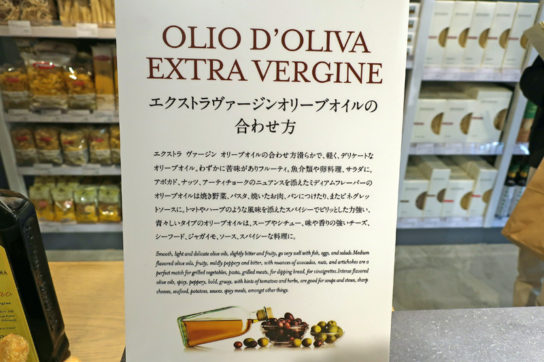 OLIO D'OLIVA
EXTRA VERGINE
エクストラヴァージンオリーブオイルの
合わせ方
エクストラ ヴァージン オリーブオイルの合わせ方滑らかで、軽く、デリケートな
オリーブオイル。わずかに苦味がありフルーティ。魚介類や卵料理、サラダに。
アボカド、ナッツ、アーティチョークのニュアンスを添えたミディアムフレーバーの
オリーブオイルは焼き野菜、パスタ、焼いたお肉、パンにつけたり、またビネグレッ
トソースに。トマトやハーブのような風味を添えたスパイシーでピリッとした力強い、
青々しいタイプのオリーブオイルは、スープやシチュー、味や香りの強いチーズ、
シーフード、ジャガイモ、ソース、スパイシーな料理に。
Smooth, light and delicate olive oils, slightly bitter and fruity, go very well with fish, eggs, and salads. Medium
flavored olive oils, fruity, mildly peppery and bitter, with nuances of avocados, nuts, and artichokes are a
perfect match for grilled vegetables, pasta, grilled meats, for dipping bread, for vinaigrettes. Intense flavored
olive oils, spicy, peppery, bold, grassy, with hints of tomatoes and herbs, are good for soups and stews, sharp
cheeses, seafood, potatoes, sauces, spicy meals, amongst other things.